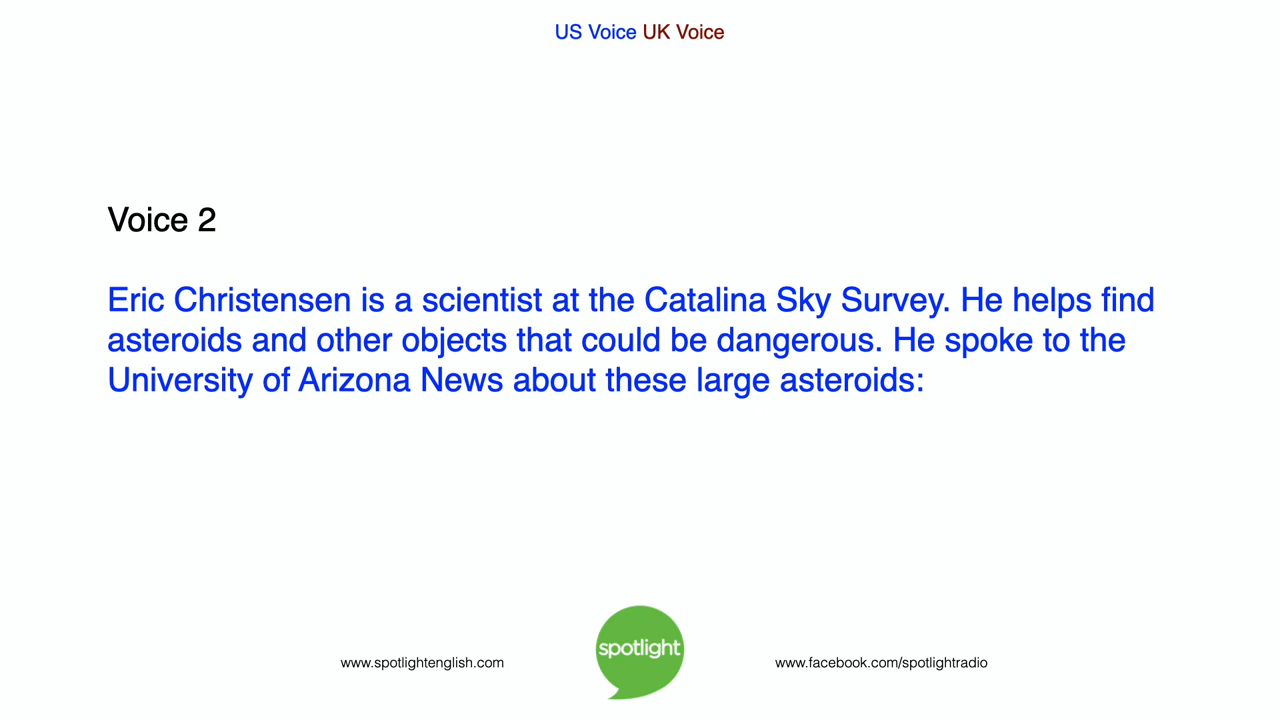 US Voice UK Voice
Voice 2
Eric Christensen is a scientist at the Catalina Sky Survey. He helps find
asteroids and other objects that could be dangerous. He spoke to the
University of Arizona News about these large asteroids:
www.spotlightenglish.com
spotlight
www.facebook.com/spotlightradio